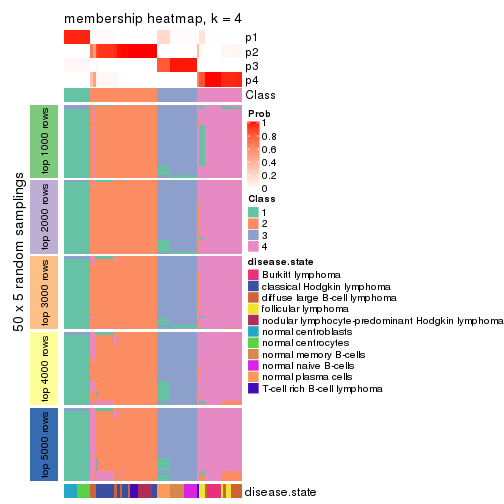 membership heatmap, k = 4
p1
p2
p3
p4
Class
50 x 5 random samplings
top 1000 rows
top 2000 rows
top 3000 rows
top 4000 rows
top 5000 rows
Prob
1
0.8
0.6
0.4
0.2
0
Class
1
2
3
4
disease.state
Burkitt lymphoma
classical Hodgkin lymphoma
diffuse large B-cell lymphoma
follicular lymphoma
nodular lymphocyte-predominant Hodgkin lymphoma
normal centroblasts
normal centrocytes
normal memory B-cells
normal naive B-cells
normal plasma cells
T-cell rich B-cell lymphoma
disease.state